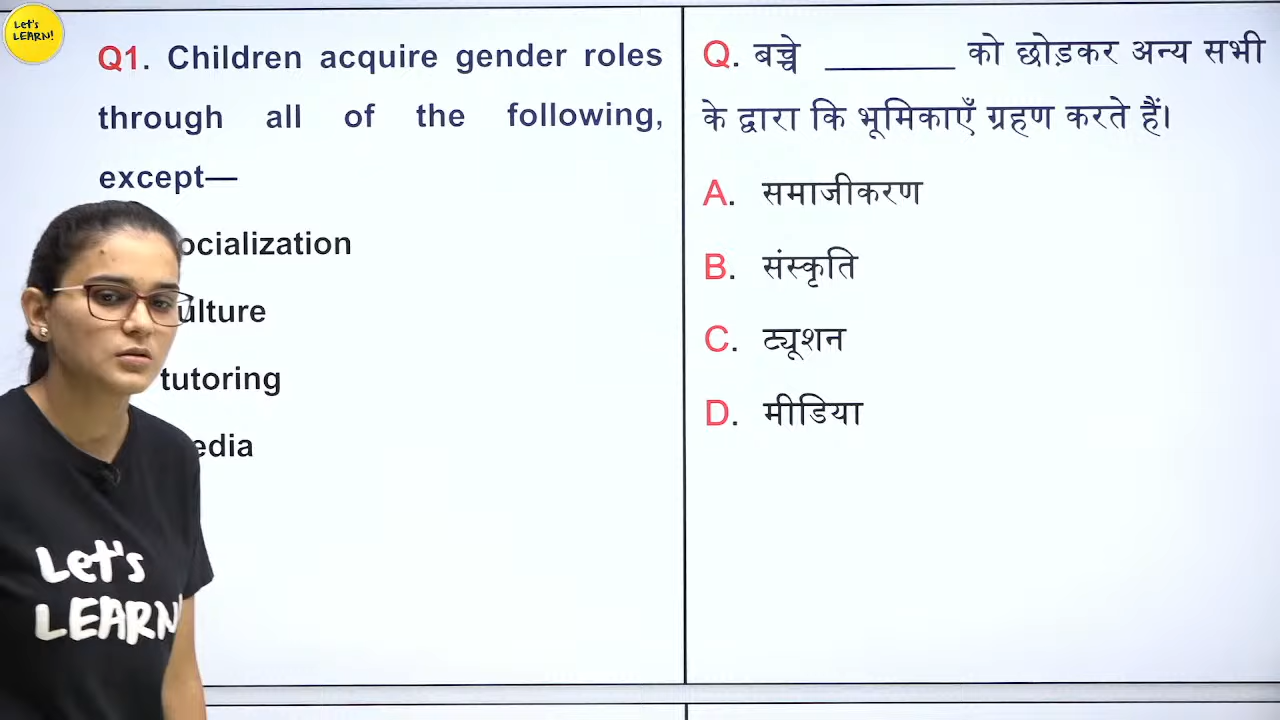 Let's
LEARN!
Q1. Children acquire gender roles
through all of the following,
except—
ocialization
ulture
tutoring
edia
Q. बच्चे ________ को छोड़कर अन्य सभी
के द्वारा कि भूमिकाएँ ग्रहण करते हैं।
A. समाजीकरण
B. संस्कृति
C. ट्यूशन
D. मीडिया
Let's
LEARN